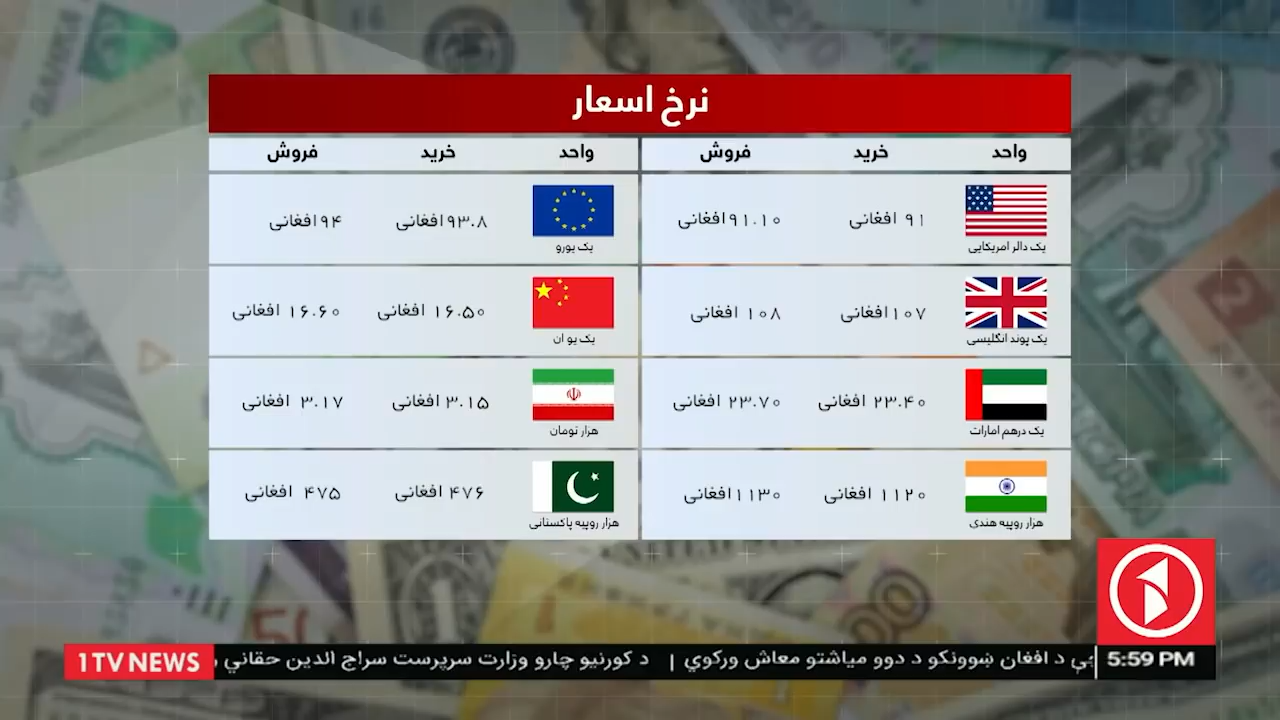 نرخ اسعار
واحد خرید فروش واحد خرید فروش
۹۱ افغانی ۹۱.۱۰افغانی ۹۳.۸افغانی ۹۴افغانی
یک دالر امریکایی یک یورو
۱۰۷افغانی ۱۰۸ افغانی ۱۶.۵۰ افغانی ۱۶.۶۰ افغانی
یک پوند انگلیسی یک یو ان
۲۳.۴۰ افغانی ۲۳.۷۰ افغانی ۳.۱۵ افغانی ۳.۱۷ افغانی
یک درهم امارات هزار تومان
۱۱۲۰ افغانی ۱۱۳۰افغانی ۴۷۶ افغانی ۴۷۵ افغانی
هزار روپیه هندی هزار روپیه پاکستانی
1TV NEWS
چې د افغان ښوونکو د دوو میاشتو معاش ورکوي | د کورنیو چارو وزارت سرپرست سراج الدین حقاني
5:59 PM